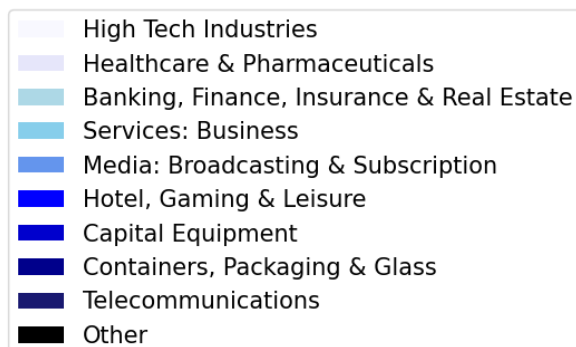 High Tech Industries
Healthcare & Pharmaceuticals
Banking, Finance, Insurance & Real Estate
Services: Business
Media: Broadcasting & Subscription
Hotel, Gaming & Leisure
Capital Equipment
Containers, Packaging & Glass
Telecommunications
Other